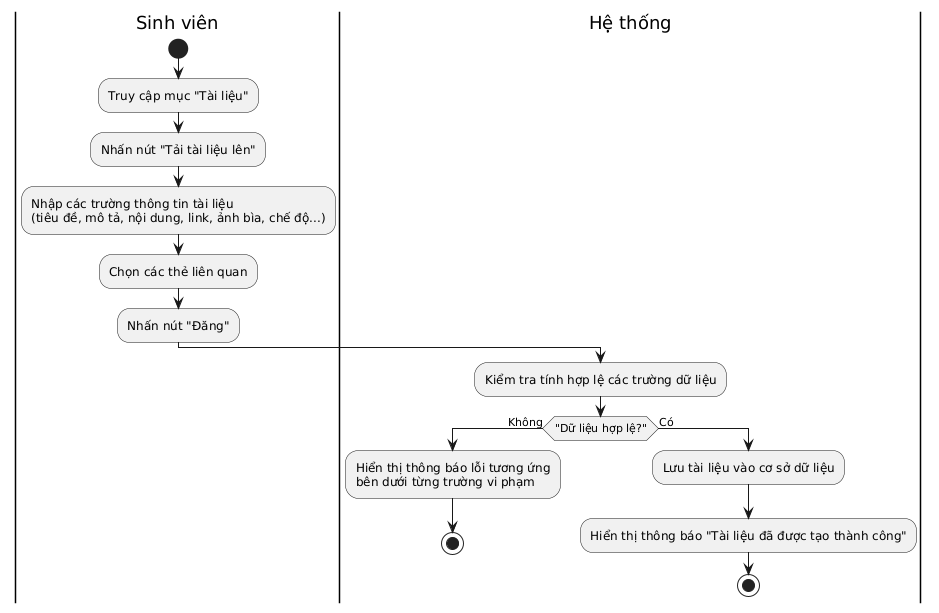 Sinh viên
Hệ thống
Truy cập mục "Tài liệu"
Nhấn nút "Tải tài liệu lên"
Nhập các trường thông tin tài liệu
(tiêu đề, mô tả, nội dung, link, ảnh bìa, chế độ...)
Chọn các thẻ liên quan
Nhấn nút "Đăng"
Kiểm tra tính hợp lệ các trường dữ liệu
Không
"Dữ liệu hợp lệ?"
Có
Hiển thị thông báo lỗi tương ứng
bên dưới từng trường vi phạm
Lưu tài liệu vào cơ sở dữ liệu
Hiển thị thông báo "Tài liệu đã được tạo thành công"